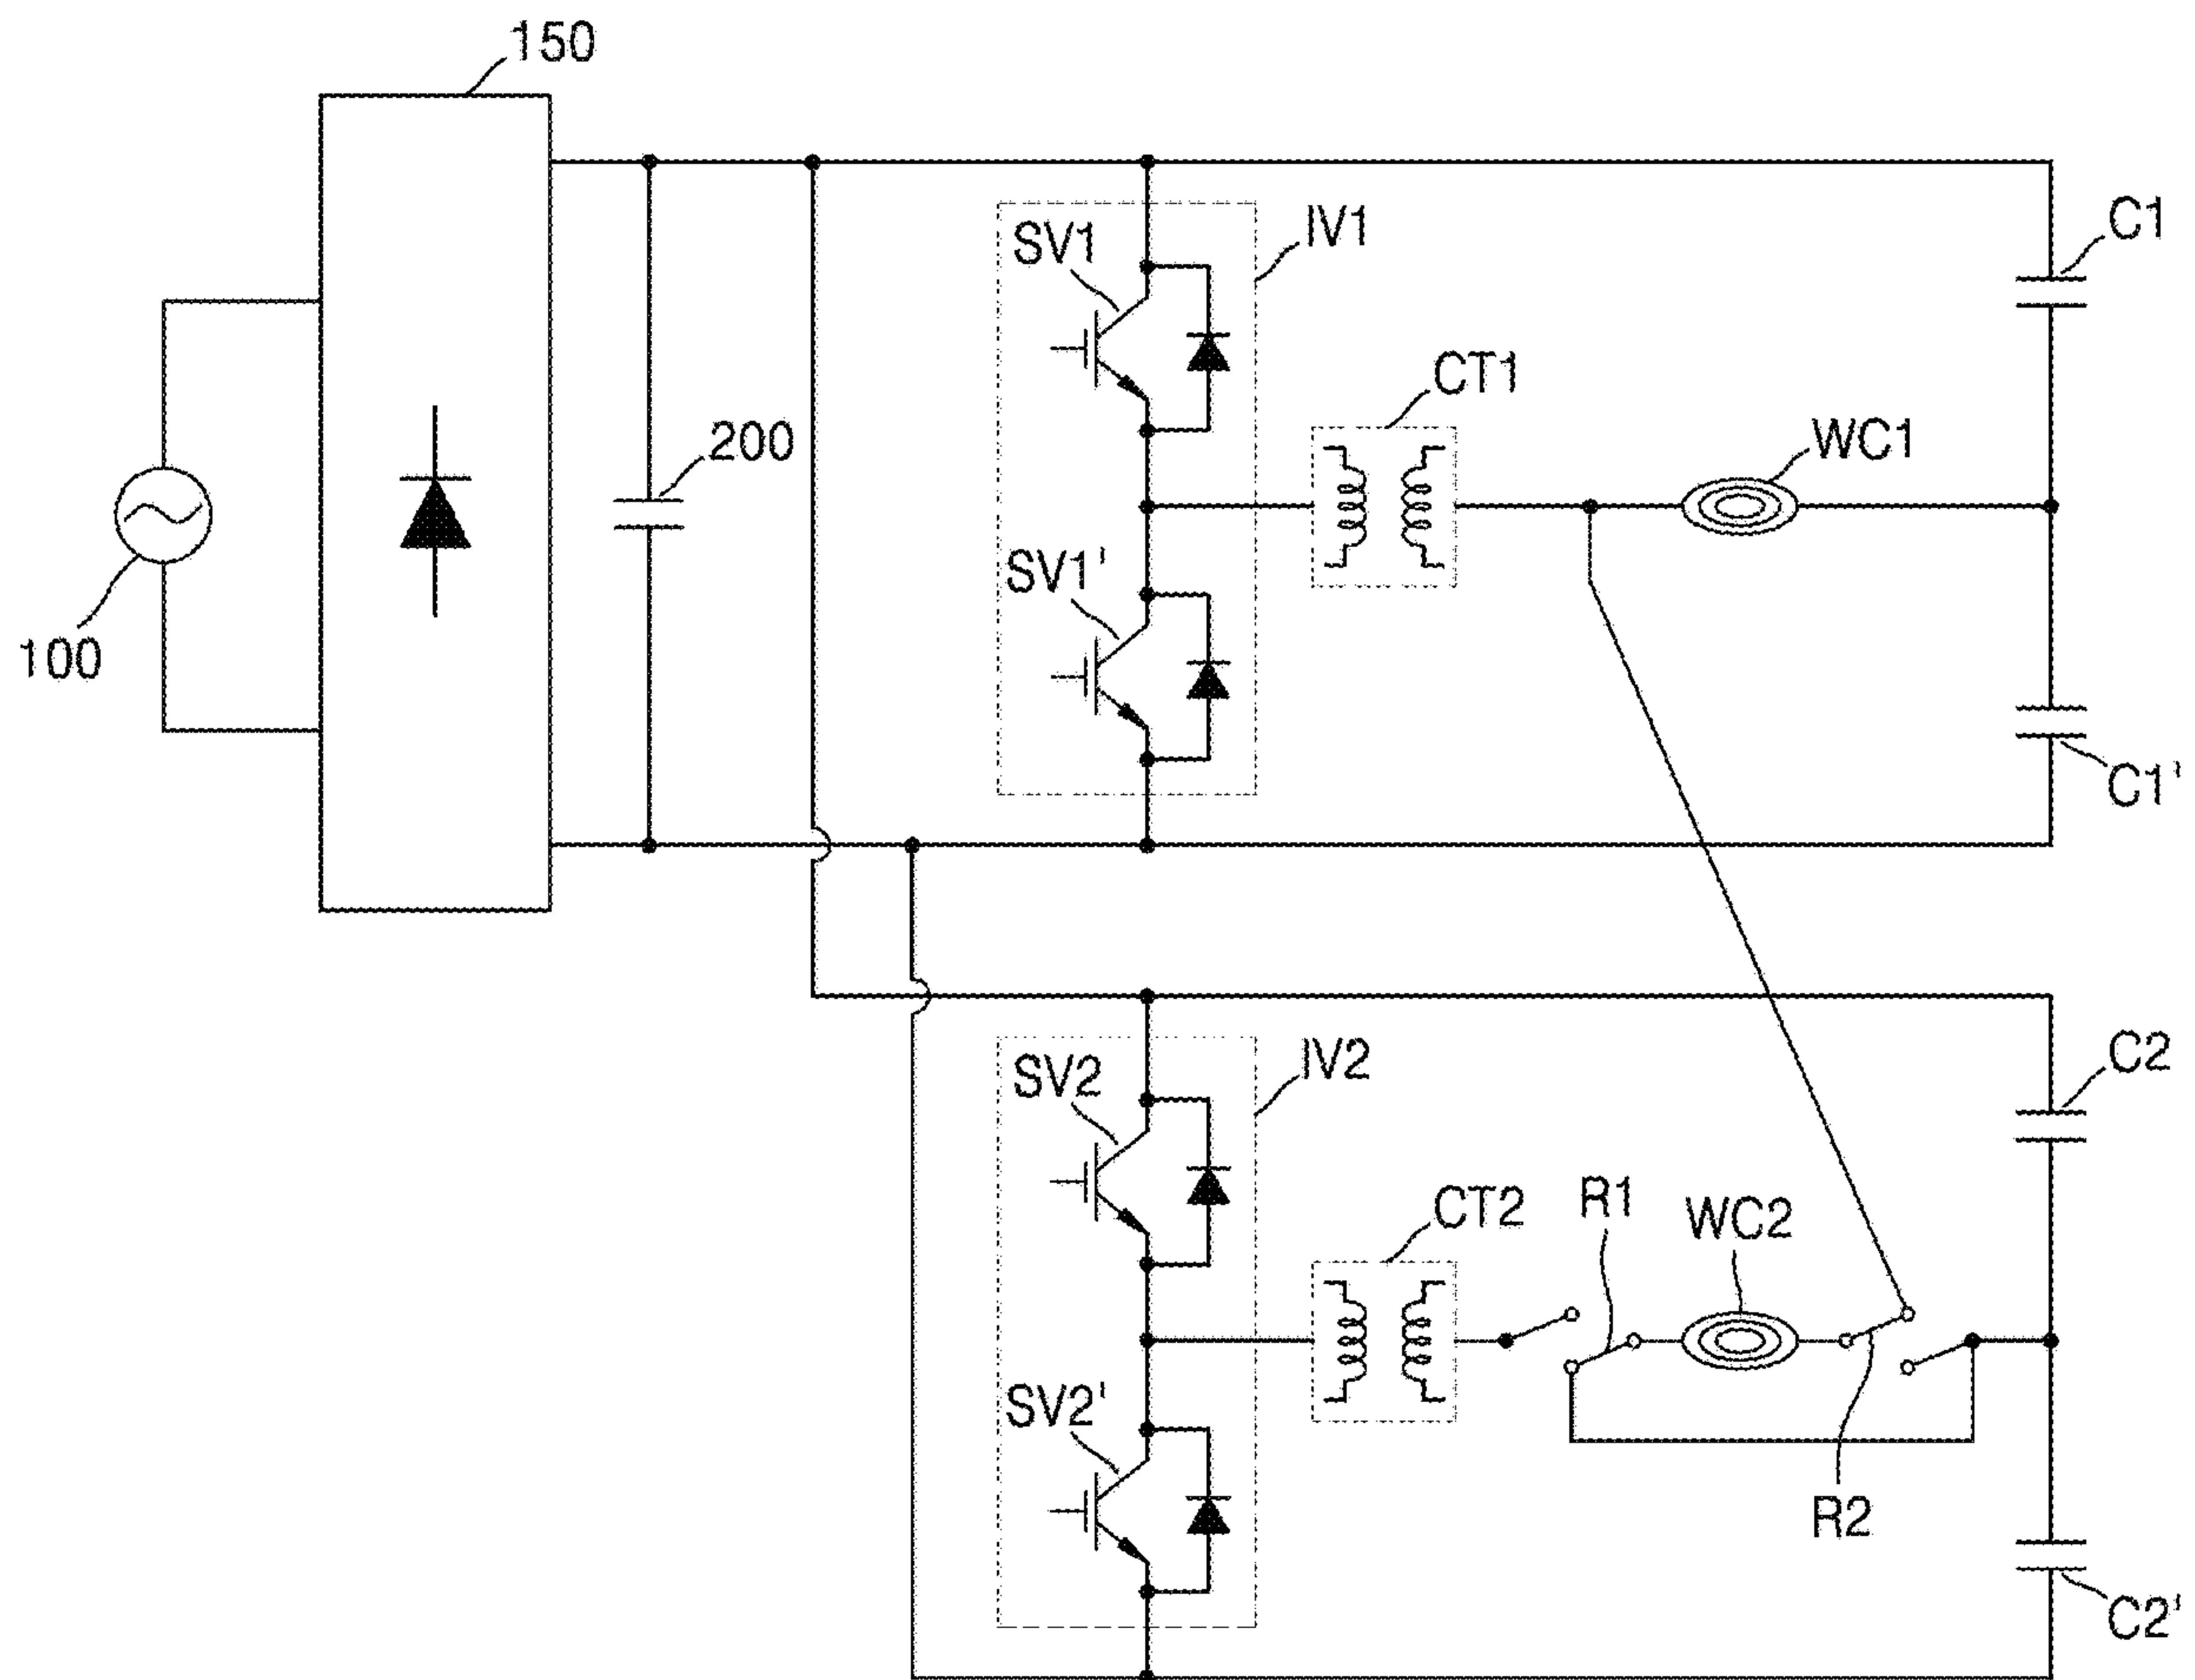 150
IV1
C1
SV1
CT1
200
WC1
SV1'
100
C1'
SV2
IV2
C2
CT2
R1
WC2
SV2'
R2
C2'